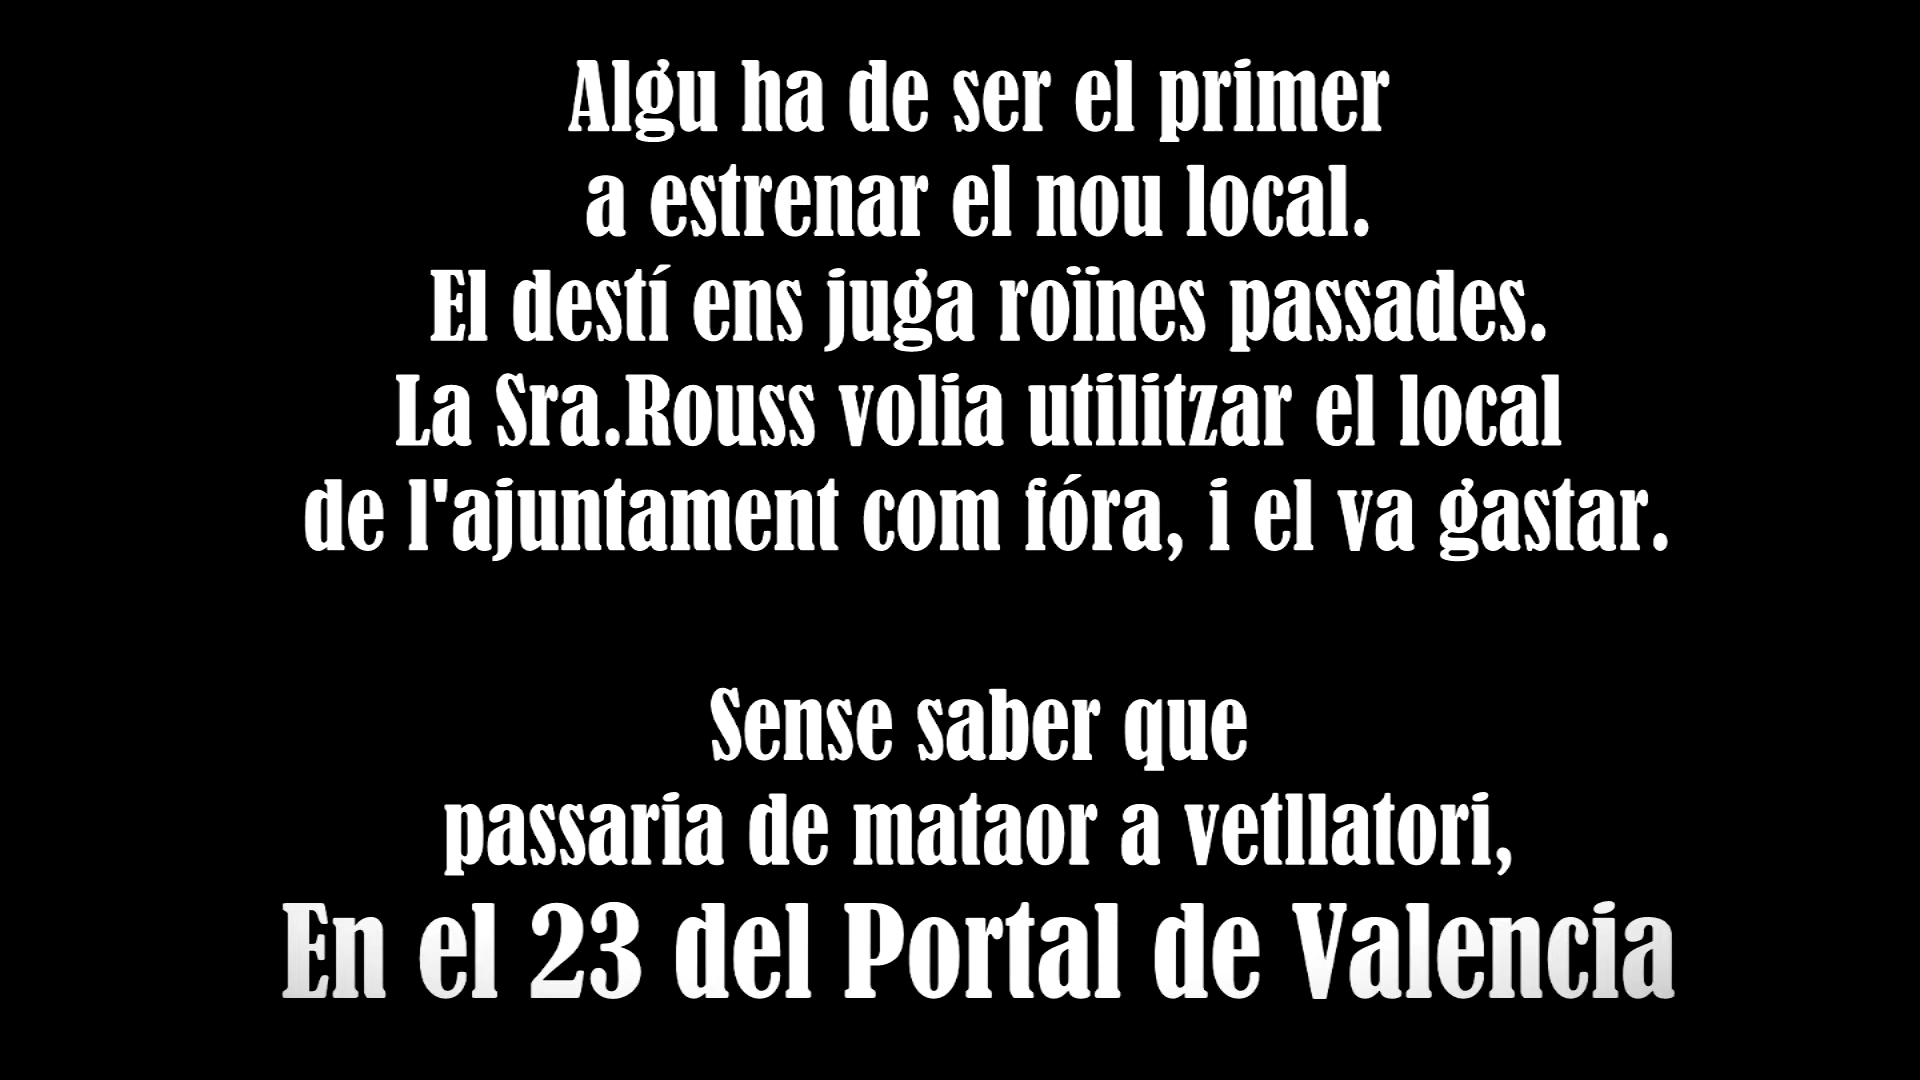 Algu ha de ser el primer
a estrenar el nou local.
El destí ens juga roïnes passades.
La Sra.Rouss volia utilitzar el local
de l'ajuntament com fóra, i el va gastar.
Sense saber que
passaria de mataor a vetllatori,
En el 23 del Portal de Valencia